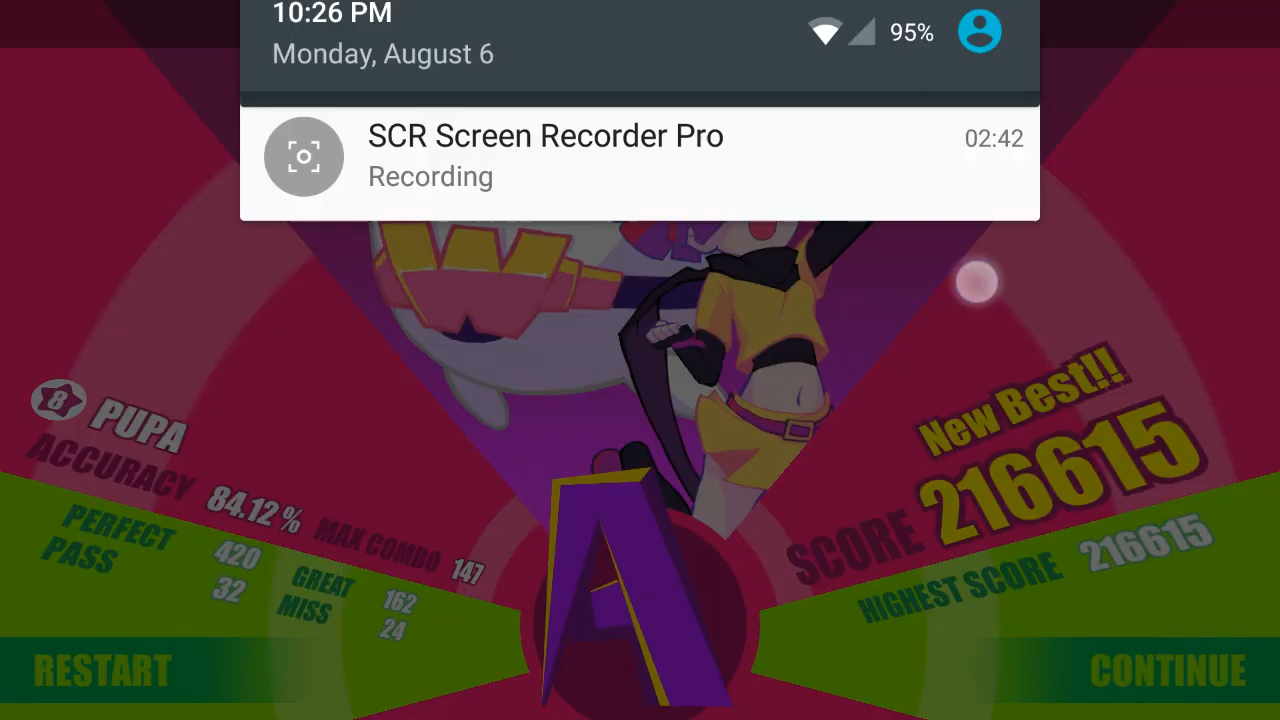 10:26 PM
95%
Monday, August 6
SCR Screen Recorder Pro
02:42
Recording
8
PUPA
ACCURACY 84.12 %
MAX COMBO 147
PERFECT 420
PASS 32
GREAT 162
MISS 24
A
New Best!!
SCORE 216615
HIGHEST SCORE 216615
RESTART
CONTINUE